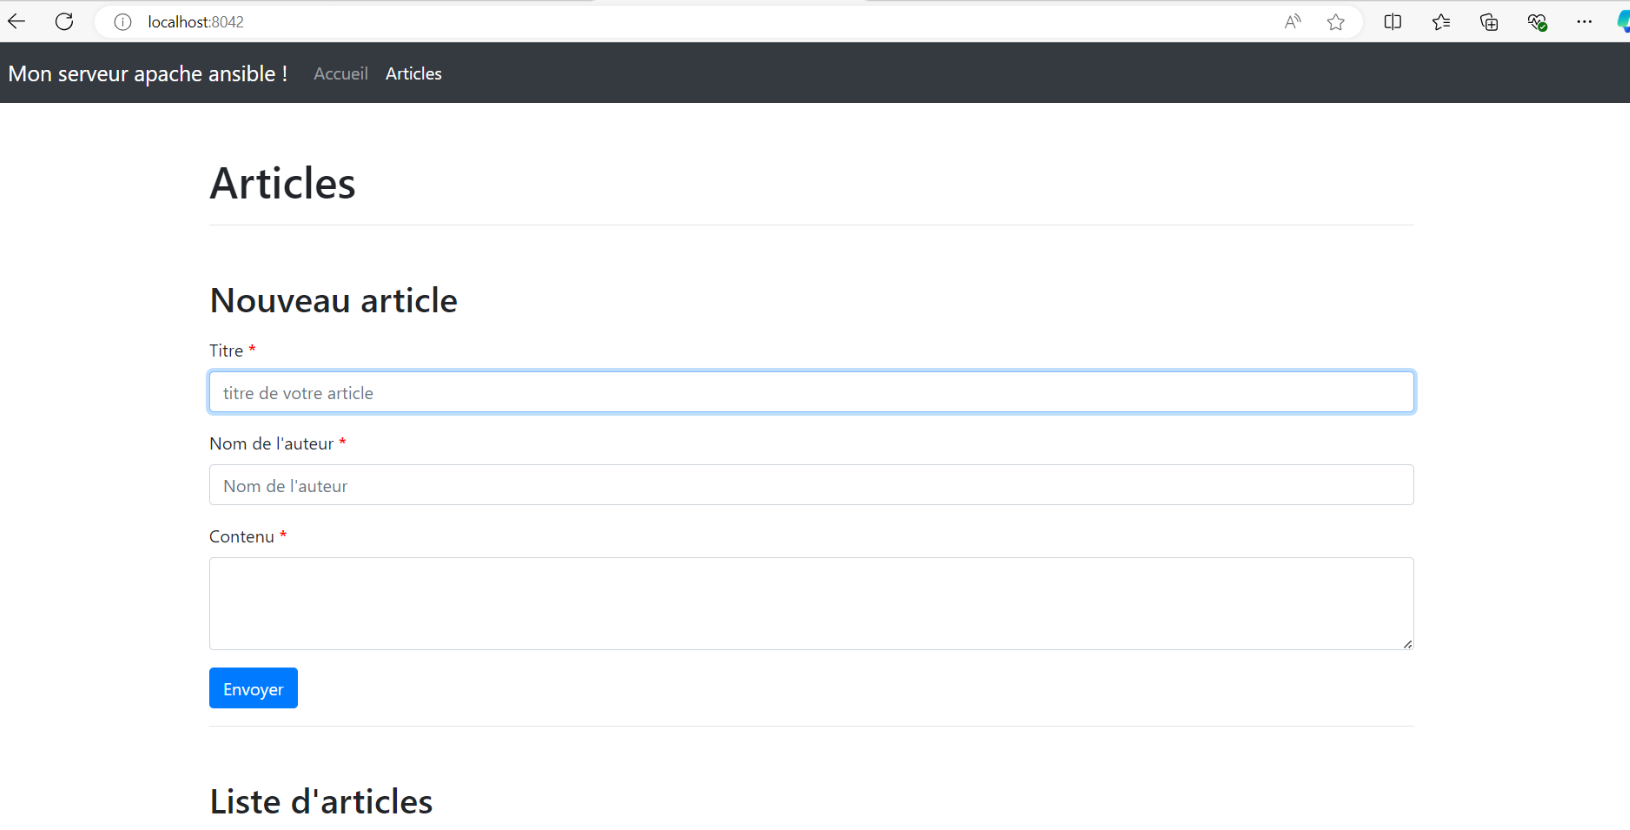 localhost:8042
Mon serveur apache ansible ! Accueil Articles
Articles
Nouveau article
Titre *
titre de votre article
Nom de l'auteur *
Nom de l'auteur
Contenu *
Envoyer
Liste d'articles